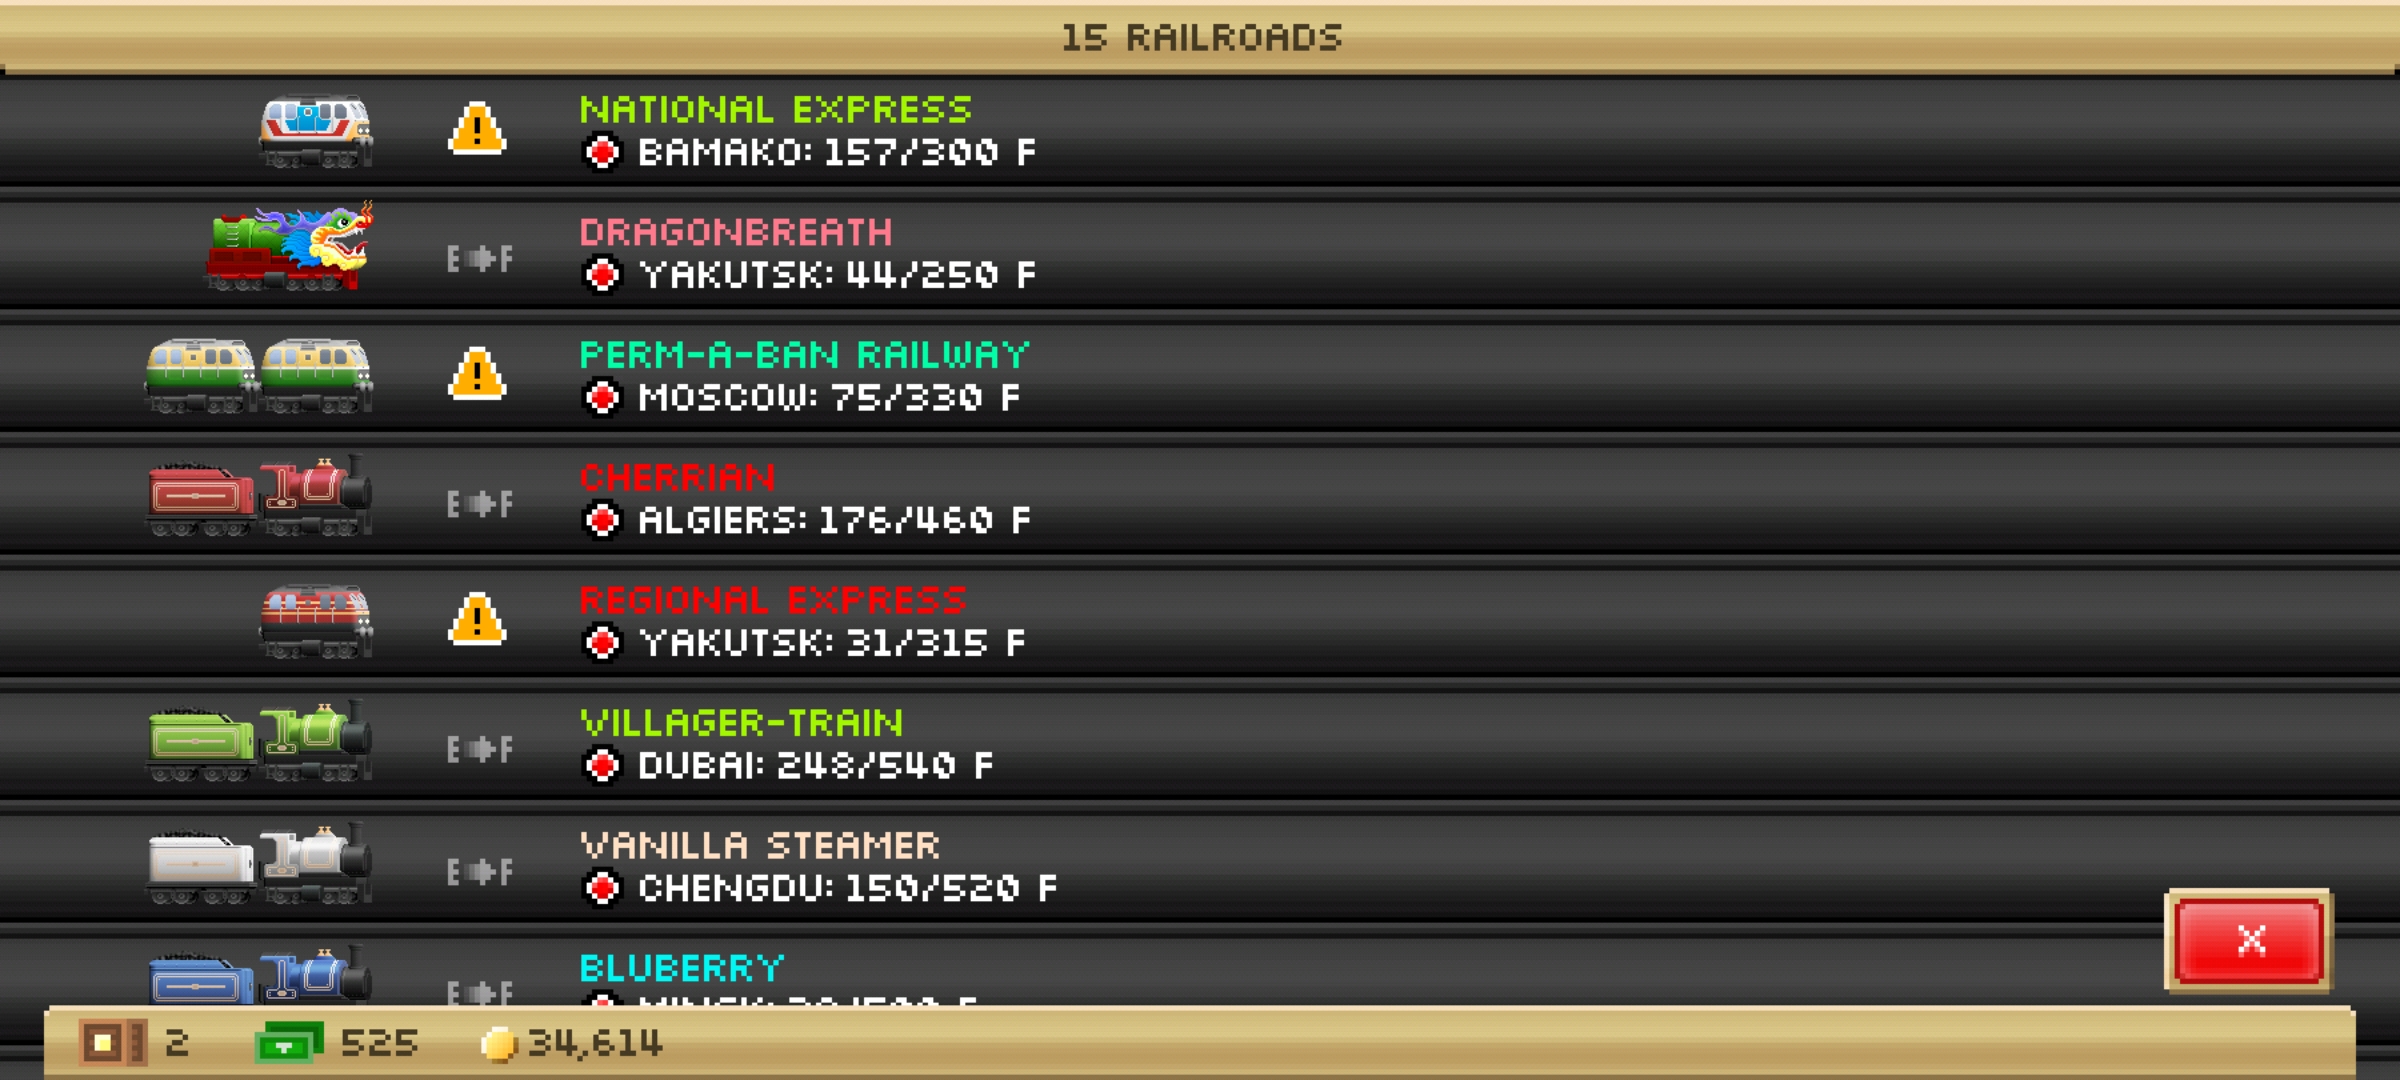 15 RAILROADS
NATIONAL EXPRESS
BAMAKO: 157/300 F
E F
DRAGONBREATH
YAKUTSK: 44/250 F
PERM-A-BAN RAILWAY
MOSCOW: 75/330 F
E F
CHERRIAN
ALGIERS: 176/460 F
REGIONAL EXPRESS
YAKUTSK: 31/315 F
E F
VILLAGER-TRAIN
DUBAI: 248/540 F
E F
VANILLA STEAMER
CHENGDU: 150/520 F
E F
BLUBERRY
X
2 525 34,614